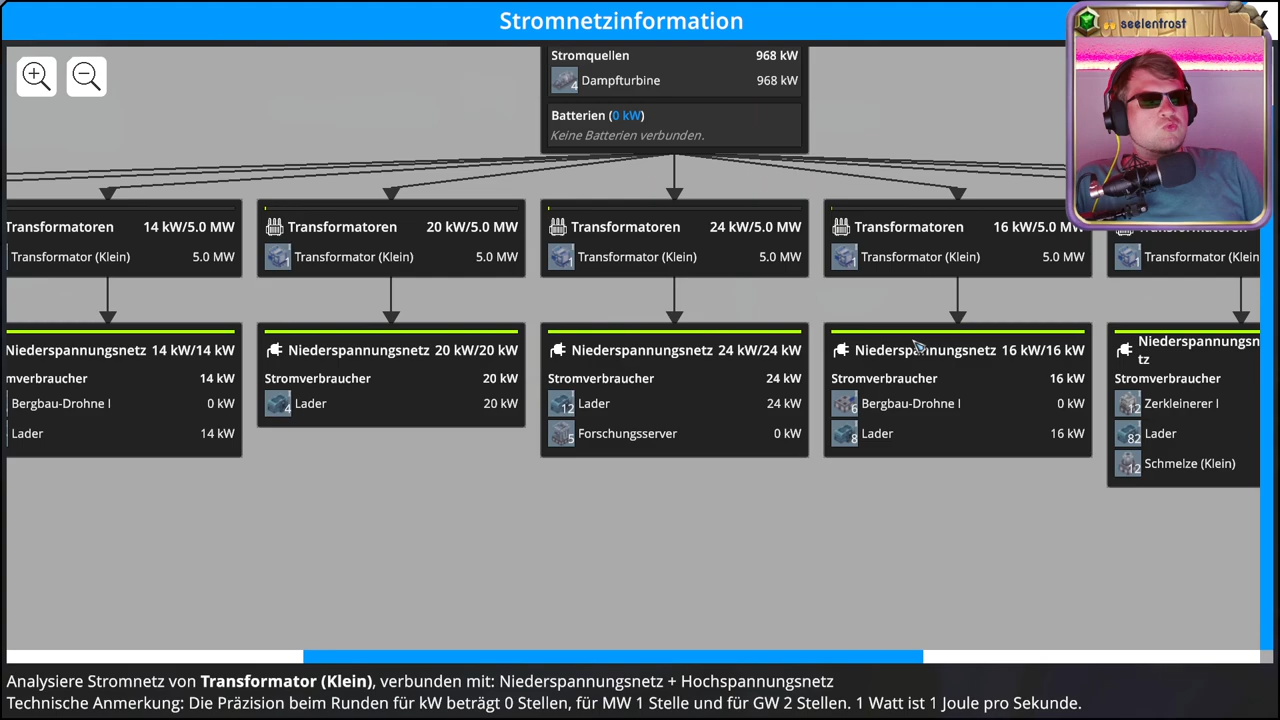 Stromnetzinformation
seelentrost
Stromquellen 968 kW
4 Dampfturbine 968 kW
Batterien (0 kW)
Keine Batterien verbunden.
Transformatoren 14 kW/5.0 MW
Transformator (Klein) 5.0 MW
Transformatoren 20 kW/5.0 MW
1 Transformator (Klein) 5.0 MW
Transformatoren 24 kW/5.0 MW
1 Transformator (Klein) 5.0 MW
Transformatoren 16 kW/5.0 MW
1 Transformator (Klein) 5.0 MW
1 Transformator (Klein
Niederspannungsnetz 14 kW/14 kW
mverbraucher 14 kW
Bergbau-Drohne I 0 kW
Lader 14 kW
Niederspannungsnetz 20 kW/20 kW
Stromverbraucher 20 kW
4 Lader 20 kW
Niederspannungsnetz 24 kW/24 kW
Stromverbraucher 24 kW
12 Lader 24 kW
5 Forschungsserver 0 kW
Niederspannungsnetz 16 kW/16 kW
Stromverbraucher 16 kW
6 Bergbau-Drohne I 0 kW
8 Lader 16 kW
Niederspannungsn
tz
Stromverbraucher
12 Zerkleinerer I
82 Lader
12 Schmelze (Klein)
Analysiere Stromnetz von Transformator (Klein), verbunden mit: Niederspannungsnetz + Hochspannungsnetz
Technische Anmerkung: Die Präzision beim Runden für kW beträgt 0 Stellen, für MW 1 Stelle und für GW 2 Stellen. 1 Watt ist 1 Joule pro Sekunde.